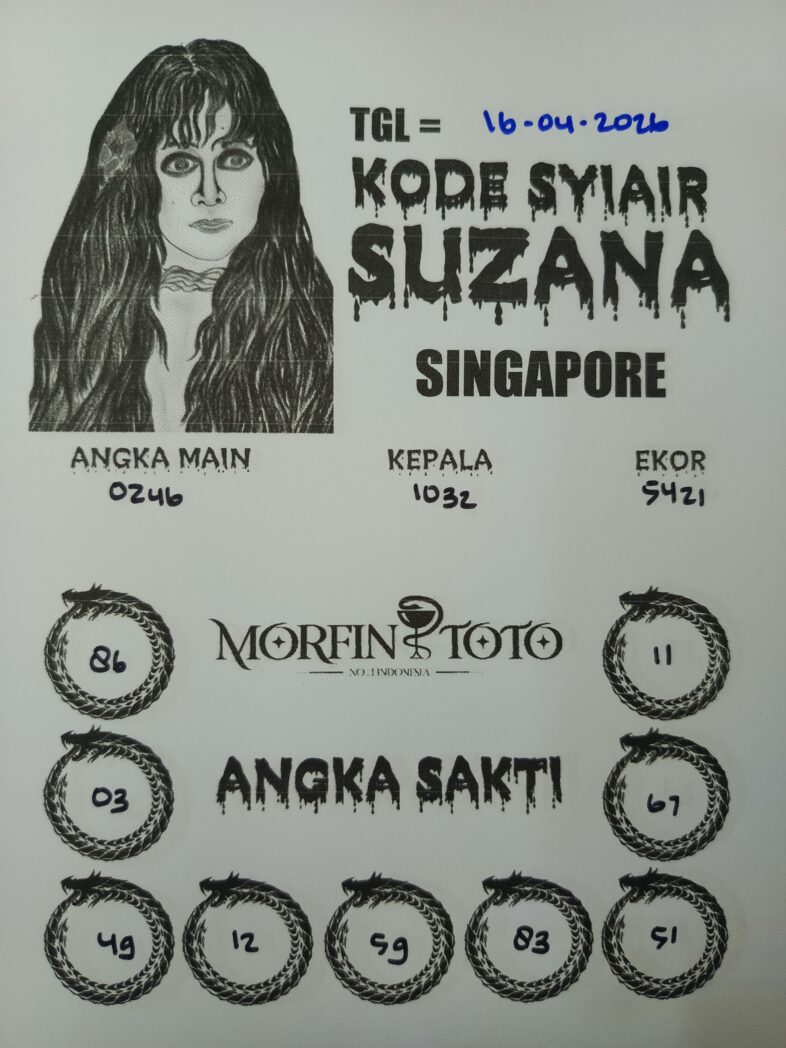 TGL = 16-04-2026
KODE SYIAIR
SUZANA
SINGAPORE
ANGKA MAIN KEPALA EKOR
0246 1032 5421
86 MORFIN TOTO 11
NO.1 INDONESIA
03 ANGKA SAKTI 67
49 12 59 83 51